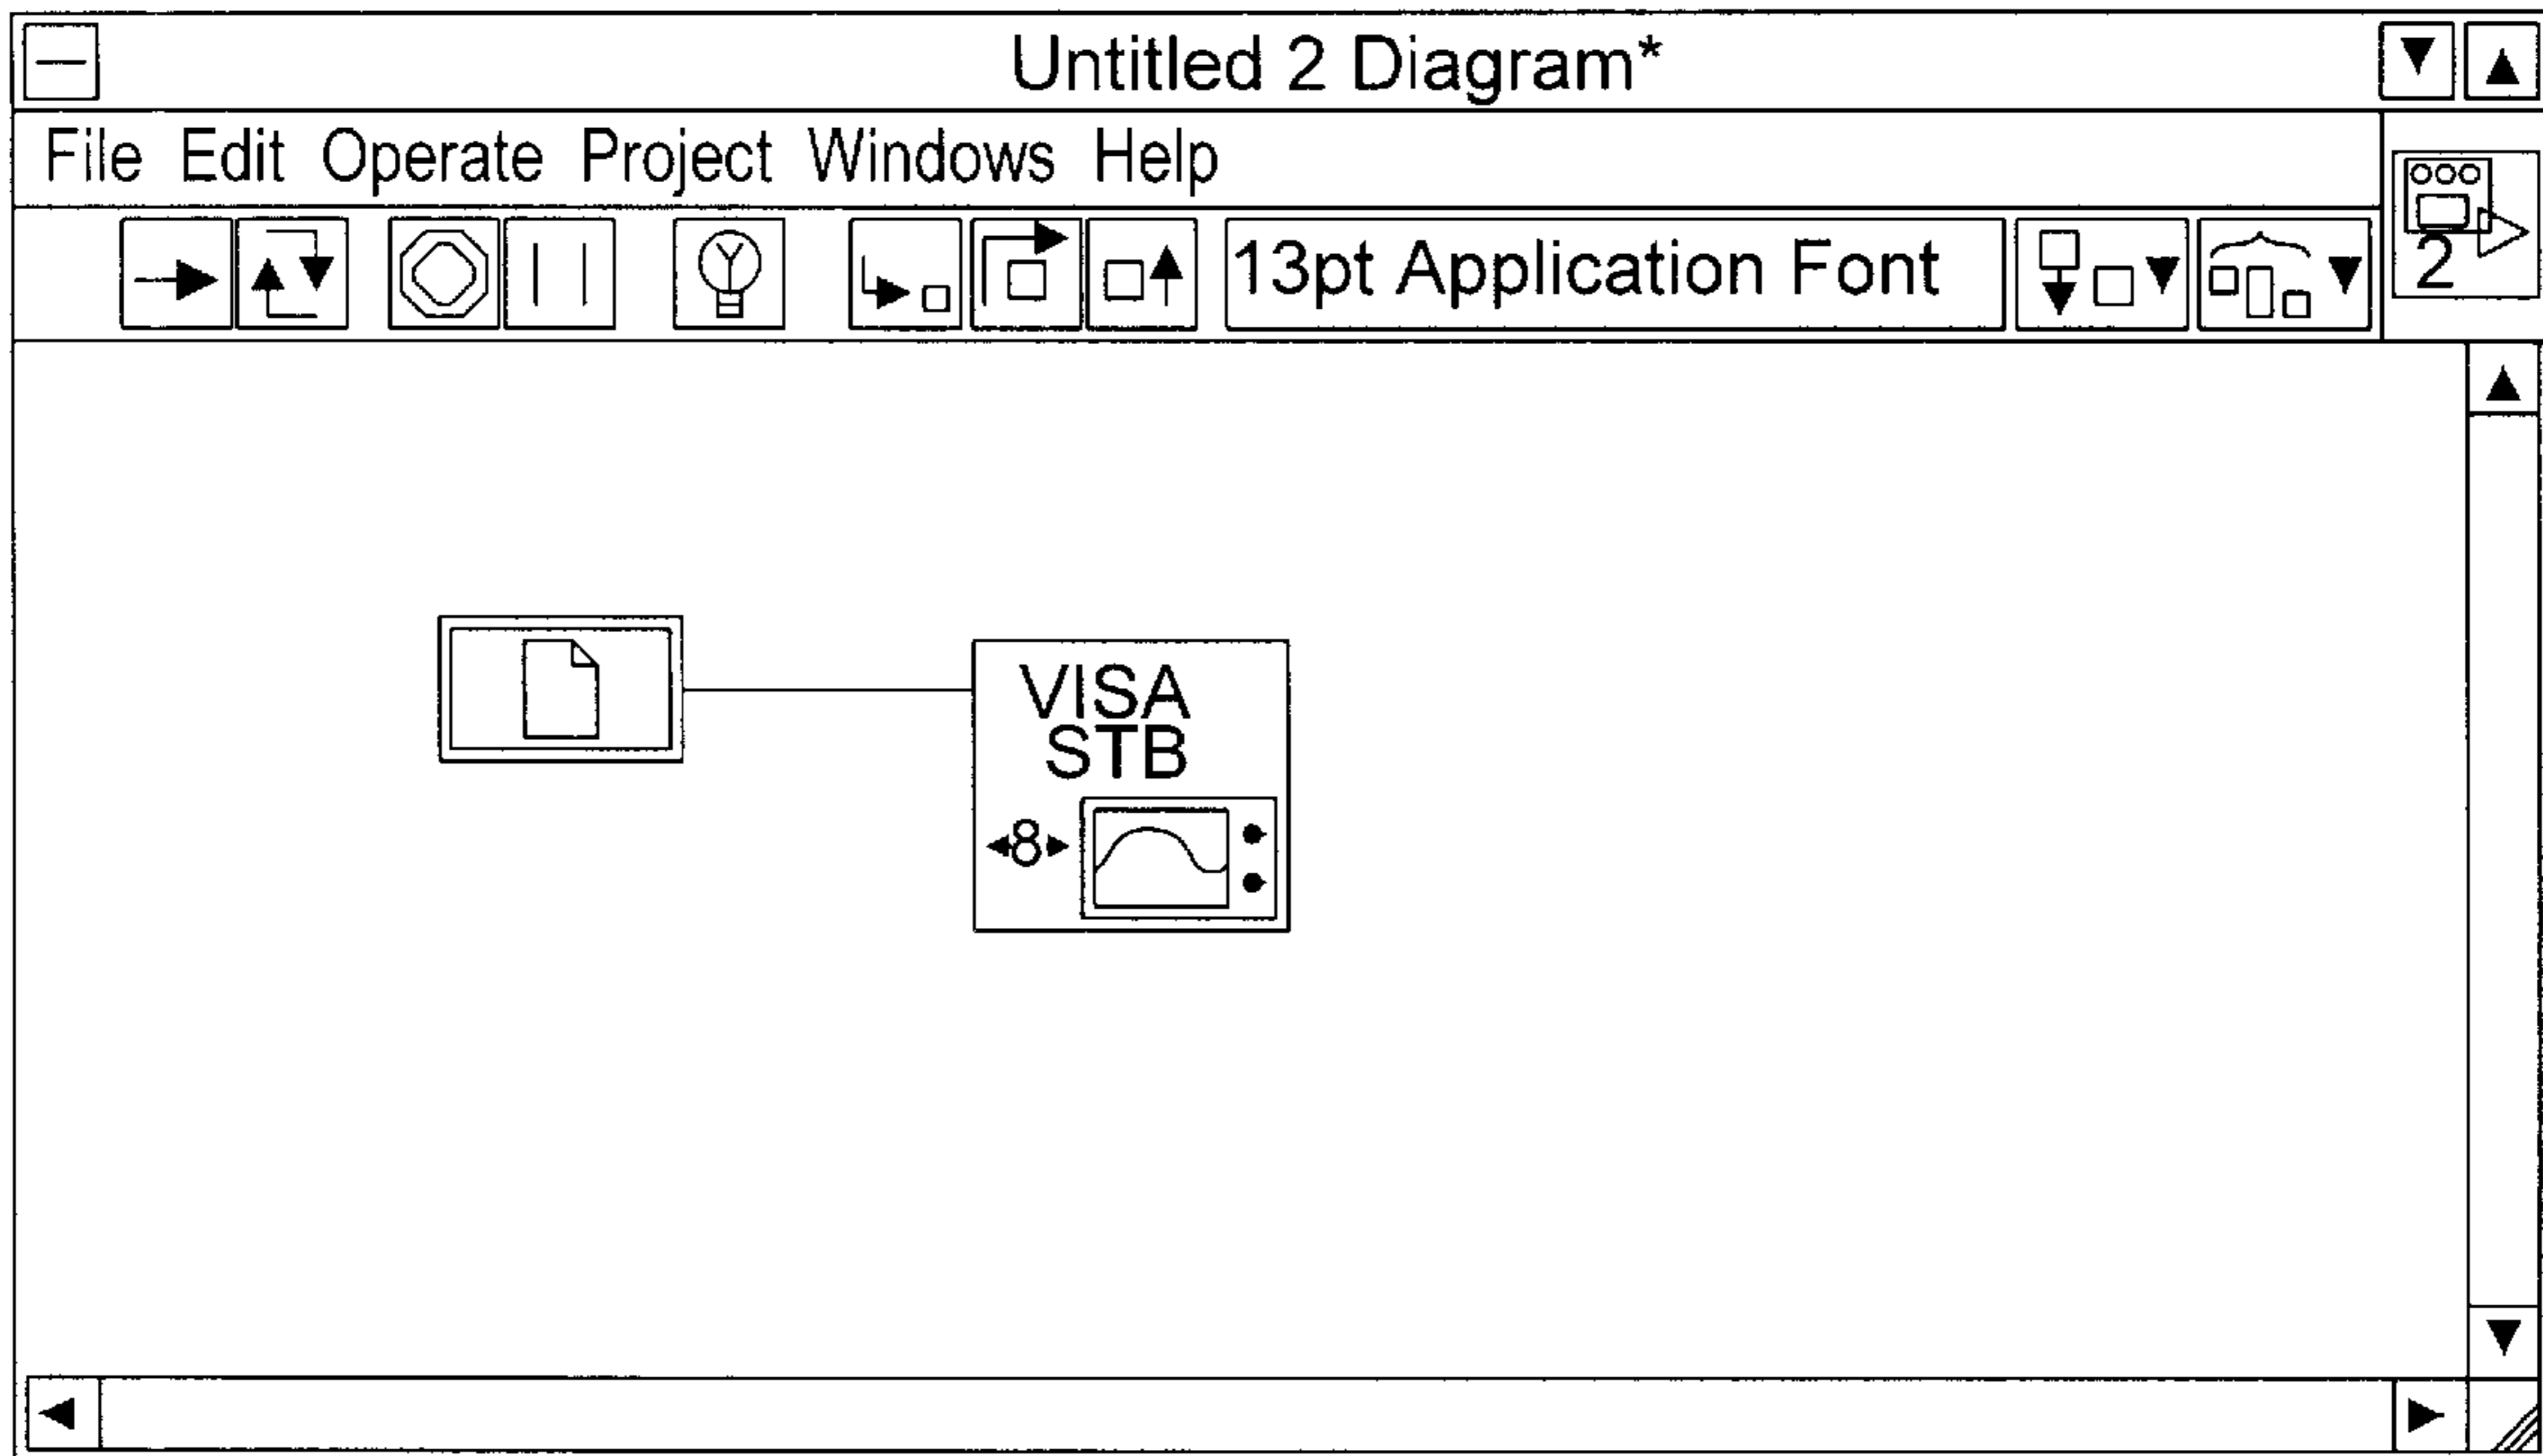 Untitled 2 Diagram*
File Edit Operate Project Windows Help
13pt Application Font
2
VISA
STB
8